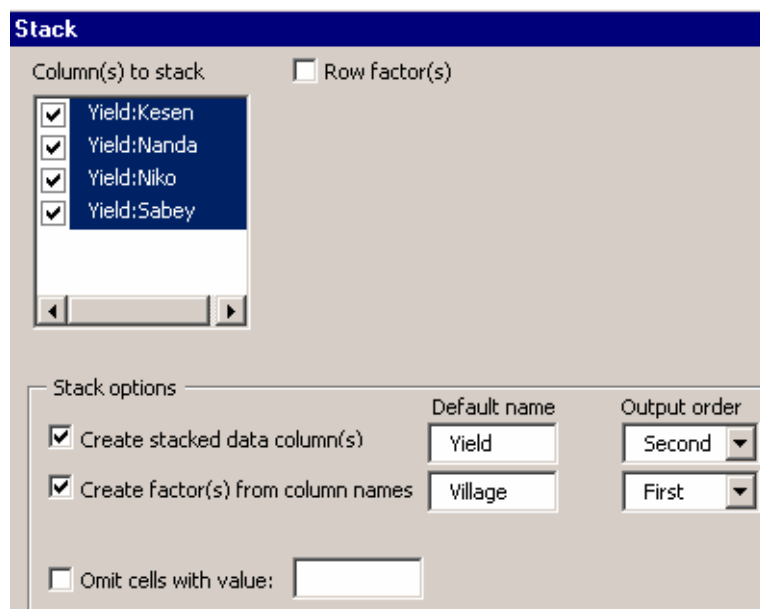 Stack
Column(s) to stack
Row factor(s)
Yield:Kesen
Yield:Nanda
Yield:Niko
Yield:Sabey
Stack options
Default name
Output order
Create stacked data column(s)
Yield
Second
Create factor(s) from column names
Village
First
Omit cells with value: